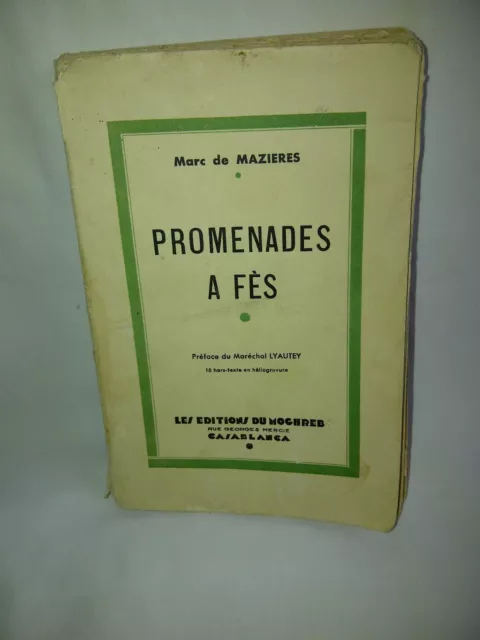 Marc de MAZIERES
PROMENADES
A FÈS
Préface du Maréchal LYAUTEY
16 hors-texte en héliogravure
LES EDITIONS DU MOGHREB
RUE GEORGES MERCIÉ
CASABLANCA